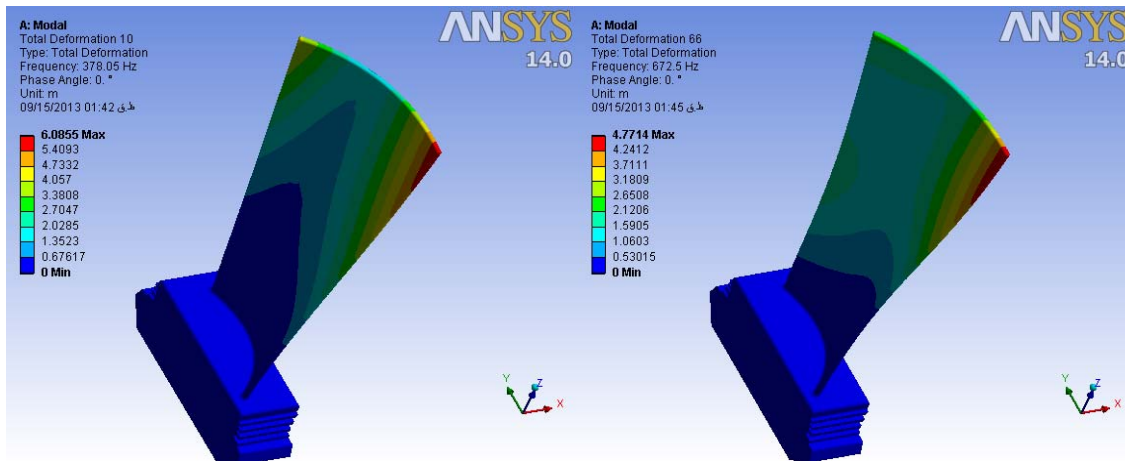 A: Modal
Total Deformation 10
Type: Total Deformation
Frequency: 378.05 Hz
Phase Angle: 0. °
Unit: m
09/15/2013 01:42 ظ.ق
6.0855 Max
5.4093
4.7332
4.057
3.3808
2.7047
2.0285
1.3523
0.67617
0 Min
ANSYS
14.0
Y
Z
X
A: Modal
Total Deformation 66
Type: Total Deformation
Frequency: 672.5 Hz
Phase Angle: 0. °
Unit: m
09/15/2013 01:45 ظ.ق
4.7714 Max
4.2412
3.7111
3.1809
2.6508
2.1206
1.5905
1.0603
0.53015
0 Min
ANSYS
14.0
Y
Z
X